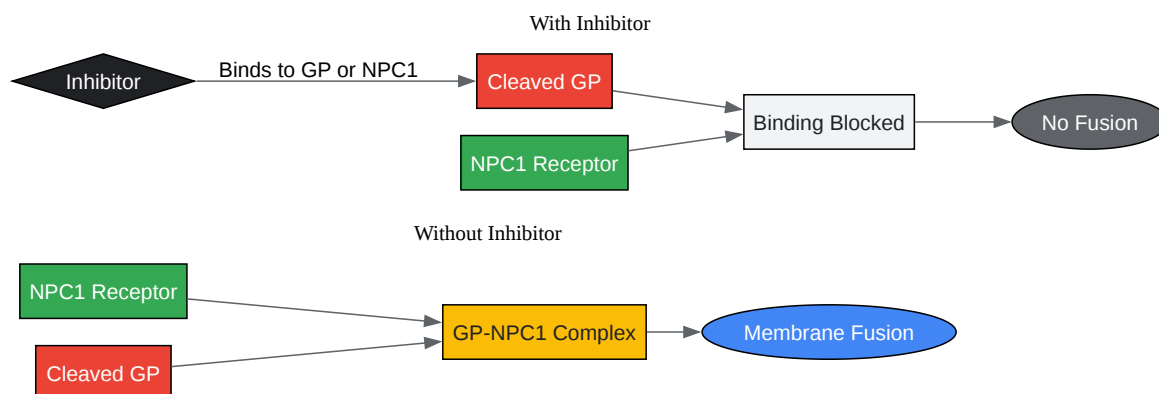 With Inhibitor
Inhibitor
Binds to GP or NPC1
Cleaved GP
NPC1 Receptor
Binding Blocked
No Fusion
Without Inhibitor
NPC1 Receptor
Cleaved GP
GP-NPC1 Complex
Membrane Fusion